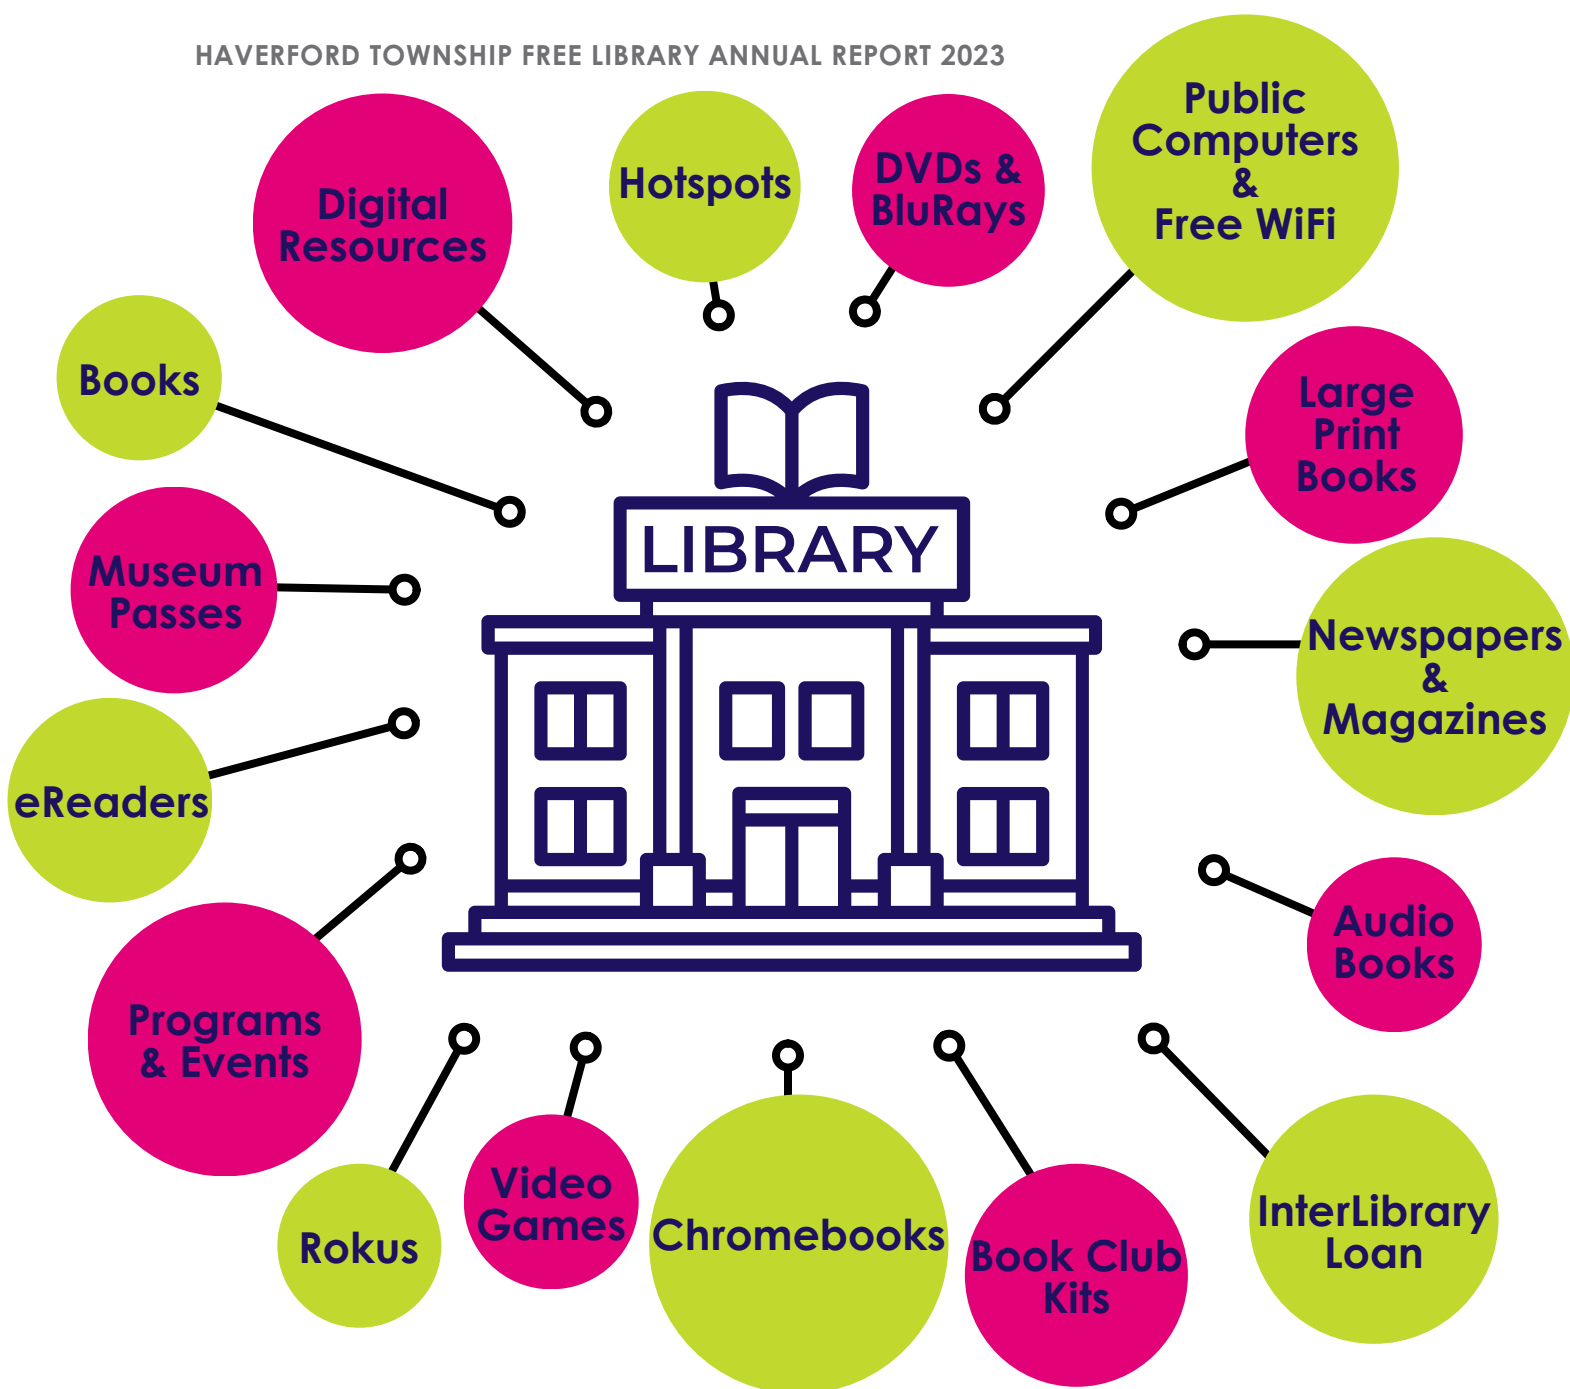 HAVERFORD TOWNSHIP FREE LIBRARY ANNUAL REPORT 2023
Digital
Resources
Hotspots
DVDs &
BluRays
Public
Computers
&
Free WiFi
Books
Large
Print
Books
LIBRARY
Museum
Passes
Newspapers
&
Magazines
eReaders
Audio
Books
Programs
& Events
Rokus
Video
Games
Chromebooks
Book Club
Kits
InterLibrary
Loan